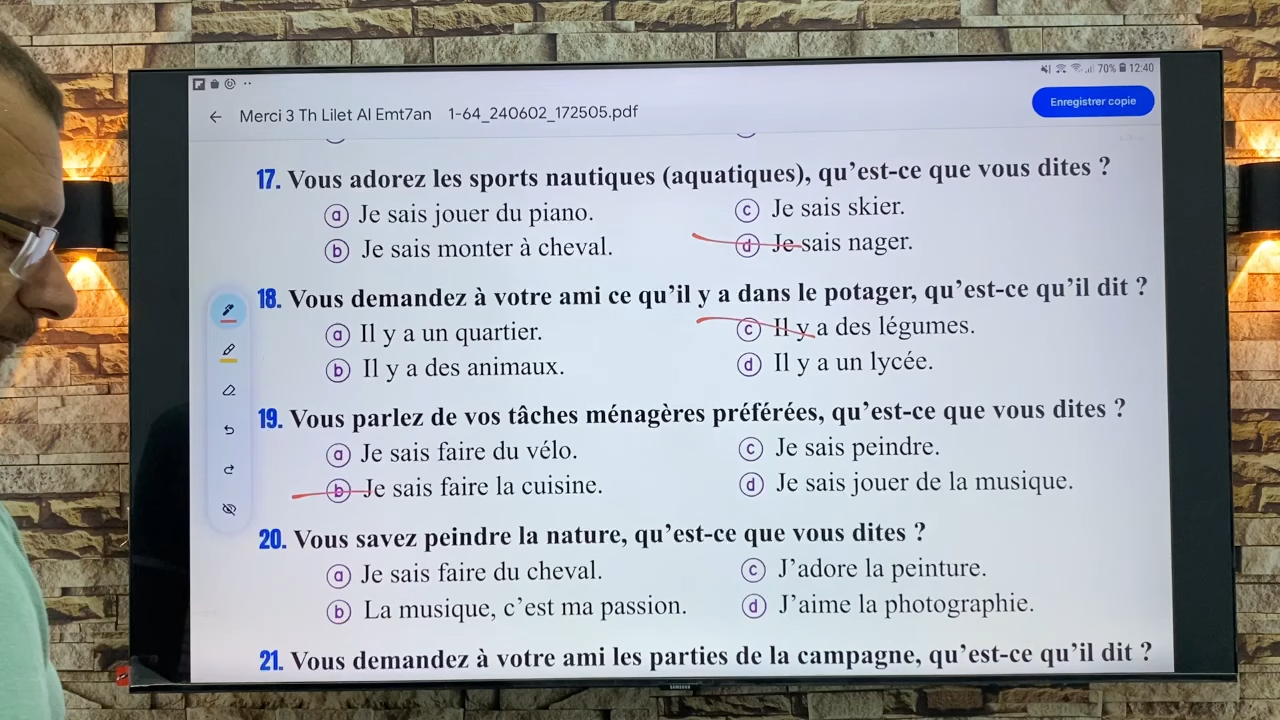 70% 12:40
Merci 3 Th Lilet Al Emt7an 1-64_240602_172505.pdf
Enregistrer copie
17. Vous adorez les sports nautiques (aquatiques), qu'est-ce que vous dites ?
a Je sais jouer du piano.
c Je sais skier.
b Je sais monter à cheval.
d Je sais nager.
18. Vous demandez à votre ami ce qu'il y a dans le potager, qu'est-ce qu'il dit ?
a Il y a un quartier.
c Il y a des légumes.
b Il y a des animaux.
d Il y a un lycée.
19. Vous parlez de vos tâches ménagères préférées, qu'est-ce que vous dites ?
a Je sais faire du vélo.
c Je sais peindre.
b Je sais faire la cuisine.
d Je sais jouer de la musique.
20. Vous savez peindre la nature, qu'est-ce que vous dites ?
a Je sais faire du cheval.
c J'adore la peinture.
b La musique, c'est ma passion.
d J'aime la photographie.
21. Vous demandez à votre ami les parties de la campagne, qu'est-ce qu'il dit ?
SAMSUNG